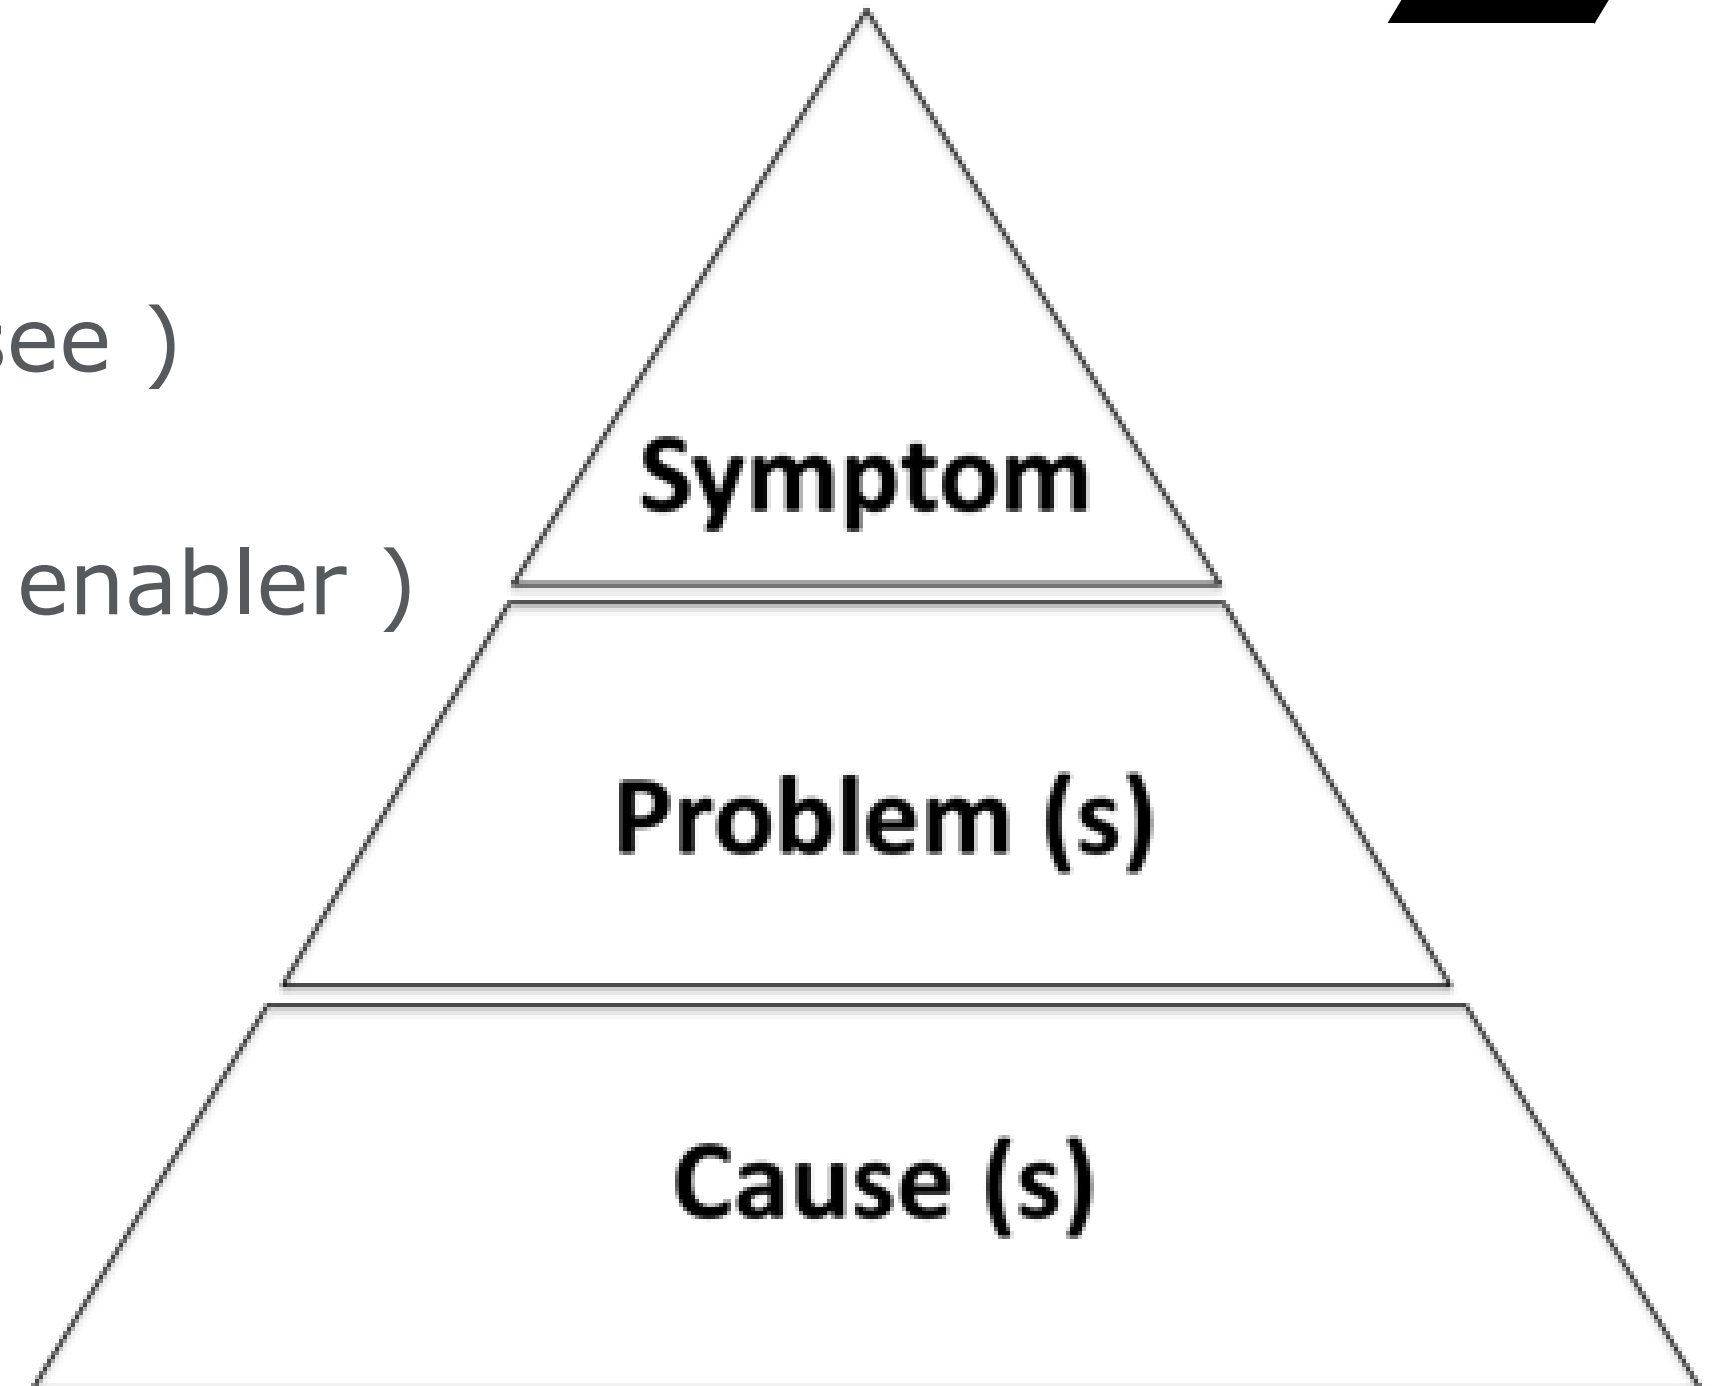 see )
Symptom
enabler )
Problem (s)
Cause (s)